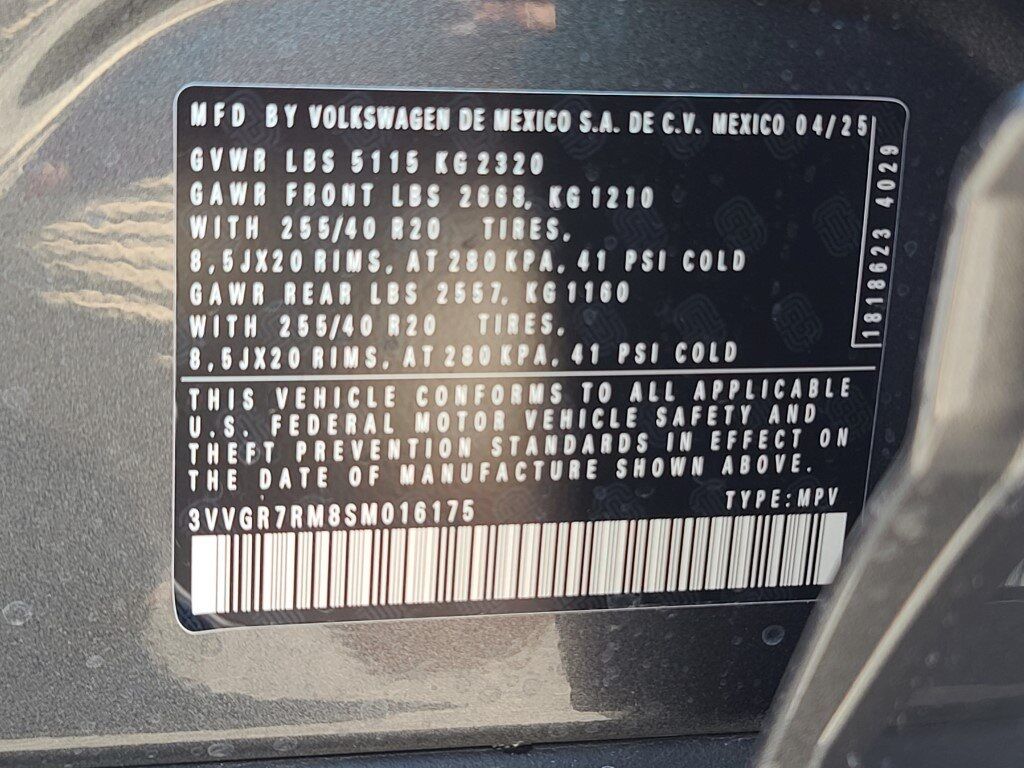 MFD BY VOLKSWAGEN DE MEXICO S.A. DE C.V. MEXICO 04/25
GVWR LBS 5115 KG 2320
GAWR FRONT LBS 2668, KG 1210
WITH 255/40 R20 TIRES,
8,5JX20 RIMS, AT 280 KPA, 41 PSI COLD
GAWR REAR LBS 2557, KG 1160
WITH 255/40 R20 TIRES,
8,5JX20 RIMS, AT 280 KPA, 41 PSI COLD
1818623 4029
THIS VEHICLE CONFORMS TO ALL APPLICABLE
U.S. FEDERAL MOTOR VEHICLE SAFETY AND
THEFT PREVENTION STANDARDS IN EFFECT ON
THE DATE OF MANUFACTURE SHOWN ABOVE.
3VVGR7RM8SM016175 TYPE:MPV